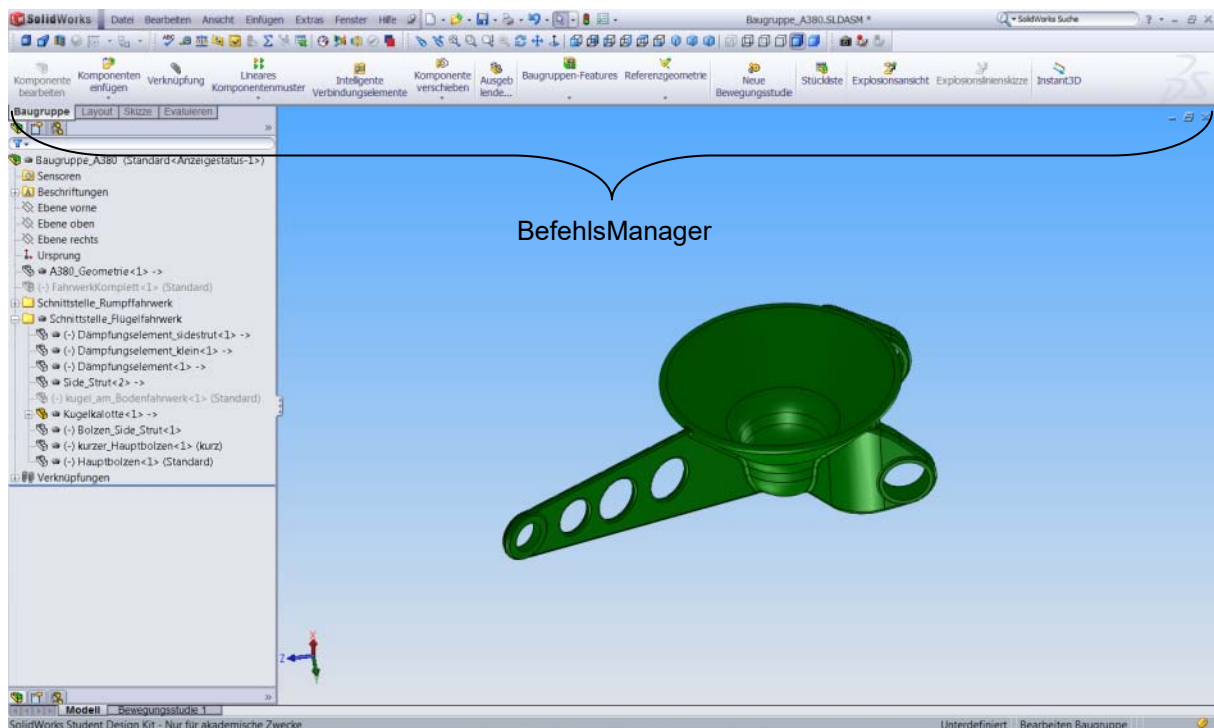 SolidWorks Datei Bearbeiten Ansicht Einfügen Extras Fenster Hilfe Baugruppe_A380.SLDASM * SolidWorks Suche
Komponente bearbeiten
Komponenten einfügen
Verknüpfung
Lineares Komponentenmuster
Intelligente Verbindungselemente
Komponente verschieben
Ausgeb lende...
Baugruppen-Features
Referenzgeometrie
Neue Bewegungsstudie
Stückliste
Explosionsansicht
Explosionslinienskizze
Instant3D
Baugruppe Layout Skizze Evaluieren
Baugruppe_A380 (Standard<Anzeigestatus-1>)
Sensoren
Beschriftungen
Ebene vorne
Ebene oben
Ebene rechts
Ursprung
A380_Geometrie<1> ->
(-) FahrwerkKomplett<1> (Standard)
Schnittstelle_Rumpffahrwerk
Schnittstelle_Flügelfahrwerk
(-) Dämpfungselement_sidestrut<1> ->
(-) Dämpfungselement_klein<1> ->
(-) Dämpfungselement<1> ->
Side_Strut<2> ->
(-) kugel_am_Bodenfahrwerk<1> (Standard)
Kugelkalotte<1> ->
(-) Bolzen_Side_Strut<1>
(-) kurzer_Hauptbolzen<1> (kurz)
(-) Hauptbolzen<1> (Standard)
Verknüpfungen
BefehlsManager
X
Z
Modell Bewegungsstudie 1
SolidWorks Student Design Kit - Nur für akademische Zwecke Unterdefiniert Bearbeiten Baugruppe